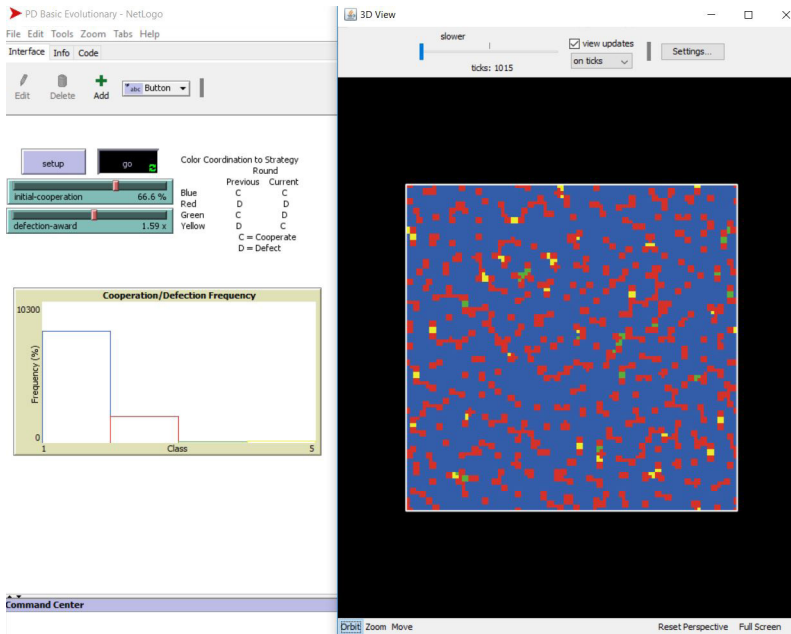 PD Basic Evolutionary - NetLogo
File Edit Tools Zoom Tabs Help
Interface Info Code
Edit Delete Add abc Button
setup go
initial-cooperation 66.6 %
defection-award 1.59 x
Color Coordination to Strategy
Round
Previous Current
Blue C C
Red D D
Green C D
Yellow D C
C = Cooperate
D = Defect
Cooperation/Defection Frequency
10300
Frequency (%)
0
1 Class 5
Command Center
3D View
slower
ticks: 1015
view updates
on ticks
Settings...
Orbit Zoom Move Reset Perspective Full Screen